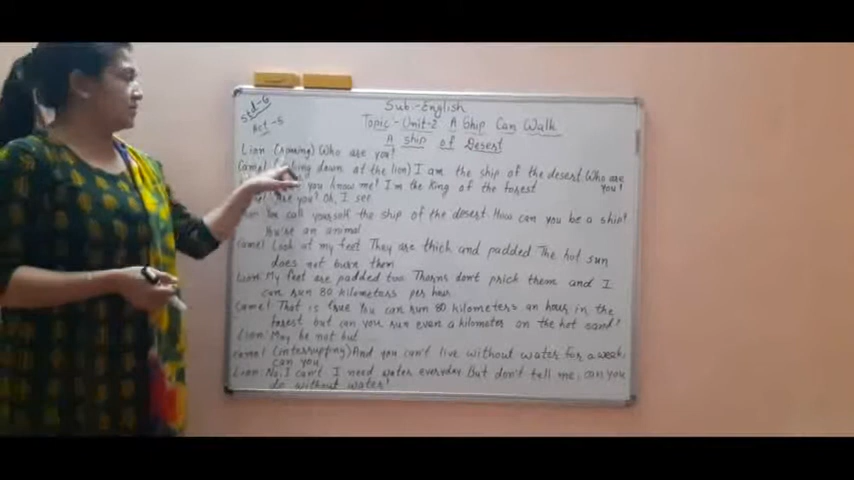 Sub:- English
Std-6
Topic:- Unit-2 A Ship Can Walk
Act-5
A ship of Desert
Lion (roaring) Who are you?
Camel (looking down at the lion) I am the ship of the desert. Who are you?
you know me? I'm the King of the forest
are you? Oh, I see
You call yourself the ship of the desert. How can you be a ship?
You're an animal
Camel Look at my feet They are thick and padded The hot sun
does not burn them
Lion: My feet are padded too Thorns don't prick them and I
can run 80 kilometers per hour
Camel That is true You can run 80 kilometers an hour in the
forest but can you run even a kilometer on the hot sand?
Lion: May be not but
Camel (interrupting) And you can't live without water for a week,
can you
Lion: No, I can't. I need water everyday But don't tell me, can you
do without water?